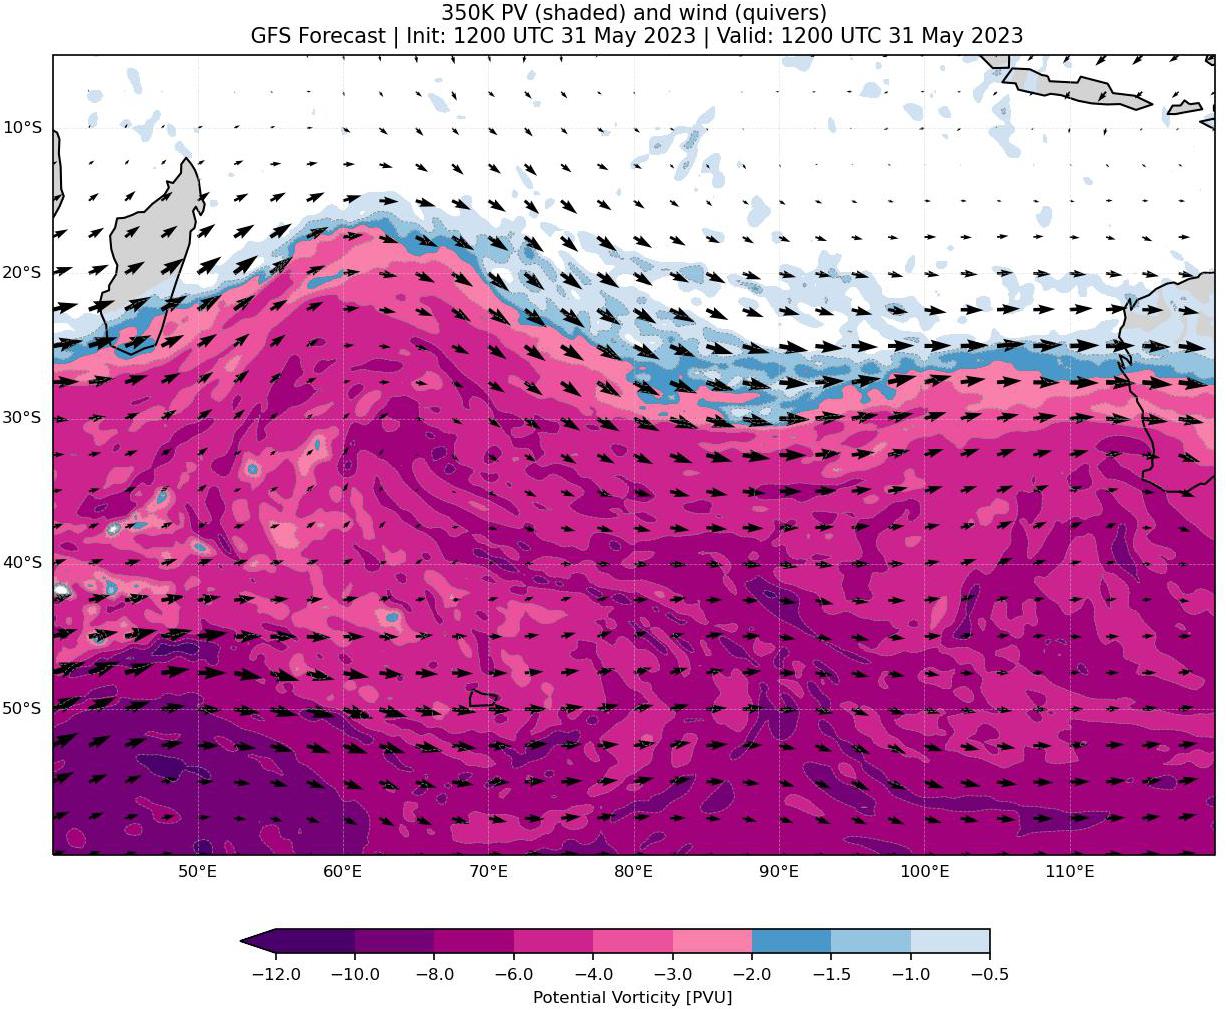 350K PV (shaded) and wind (quivers)
GFS Forecast | Init: 1200 UTC 31 May 2023 | Valid: 1200 UTC 31 May 2023
10°S
20°S
30°S
40°S
50°S
50°E 60°E 70°E 80°E 90°E 100°E 110°E
−12.0 −10.0 −8.0 −6.0 −4.0 −3.0 −2.0 −1.5 −1.0 −0.5
Potential Vorticity [PVU]